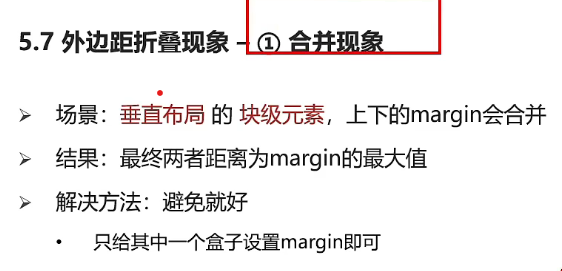 5.7 外边距折叠现象 – ① 合并现象
➢ 场景：垂直布局 的 块级元素，上下的margin会合并
➢ 结果：最终两者距离为margin的最大值
➢ 解决方法：避免就好
• 只给其中一个盒子设置margin即可